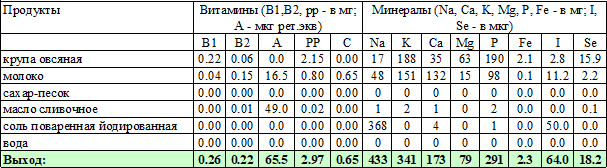 Продукты Витамины (B1,B2, рр - в мг; Минералы (Na, Ca, K, Mg, P, Fe - в мг; I,
А - мкг рет.экв) Se - в мкг)
B1 B2 A PP C Na K Ca Mg P Fe I Se
крупа овсяная 0.22 0.06 0.0 2.15 0.00 17 188 35 63 190 2.1 2.8 15.9
молоко 0.04 0.15 16.5 0.80 0.65 48 151 132 15 98 0.1 11.2 2.2
сахар-песок 0.00 0.00 0.0 0.00 0.00 0 0 0 0 0 0.0 0.0 0.0
масло сливочное 0.00 0.01 49.0 0.02 0.00 1 2 1 0 2 0.0 0.0 0.1
соль поваренная йодированная 0.00 0.00 0.0 0.00 0.00 368 0 4 0 1 0.0 50.0 0.0
вода 0.00 0.00 0.0 0.00 0.00 0 0 0 0 0 0.0 0.0 0.0
Выход: 0.26 0.22 65.5 2.97 0.65 433 341 173 79 291 2.3 64.0 18.2